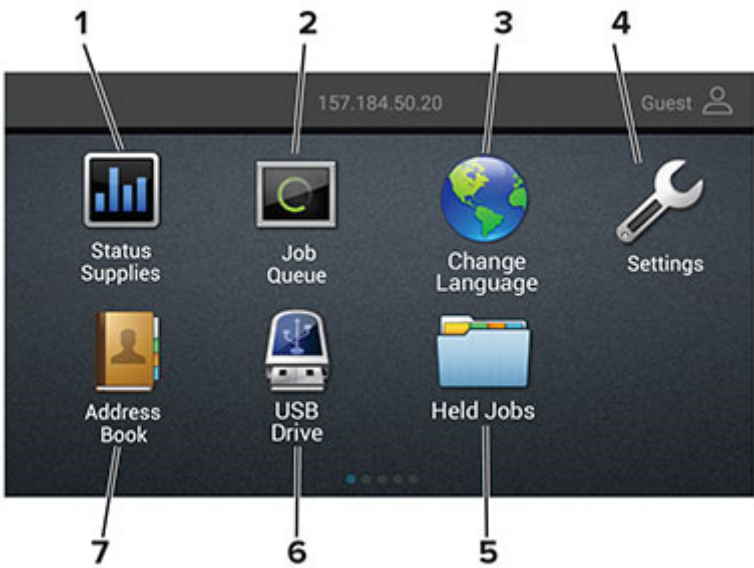 1 2 3 4
157.184.50.20 Guest
Status
Supplies
Job
Queue
Change
Language
Settings
Address
Book
USB
Drive
Held Jobs
7 6 5